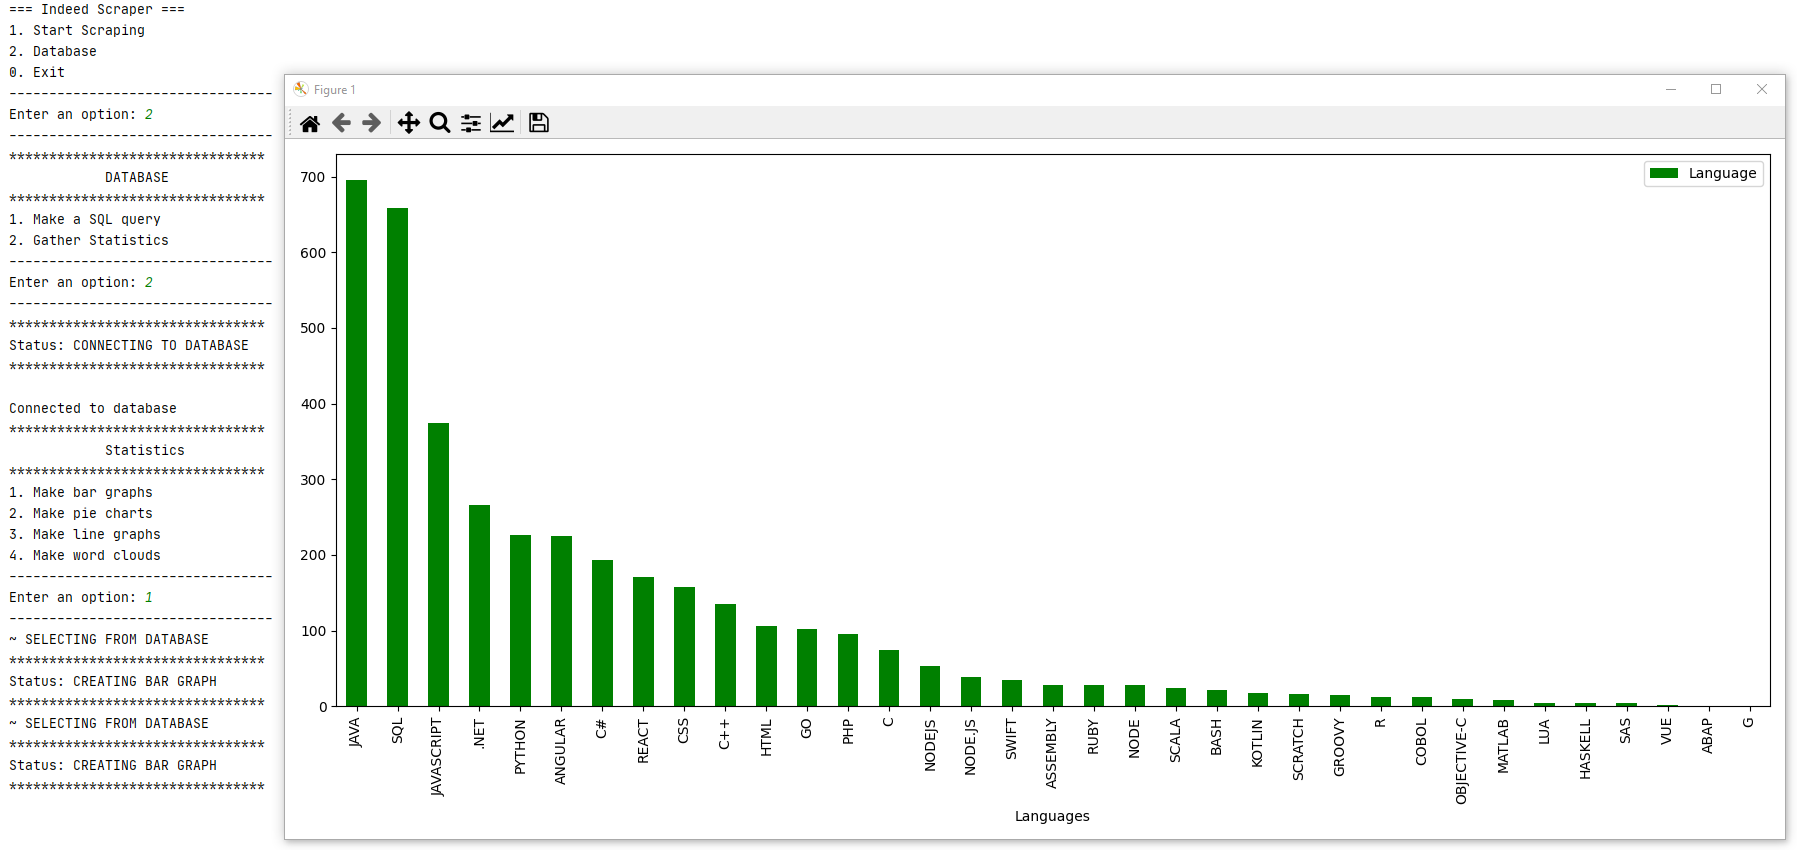 === Indeed Scraper ===
1. Start Scraping
2. Database
0. Exit
---------------------------------
Enter an option: 2
---------------------------------
********************************
DATABASE
********************************
1. Make a SQL query
2. Gather Statistics
---------------------------------
Enter an option: 2
---------------------------------
********************************
Status: CONNECTING TO DATABASE
********************************
Connected to database
********************************
Statistics
********************************
1. Make bar graphs
2. Make pie charts
3. Make line graphs
4. Make word clouds
---------------------------------
Enter an option: 1
---------------------------------
~ SELECTING FROM DATABASE
********************************
Status: CREATING BAR GRAPH
********************************
~ SELECTING FROM DATABASE
********************************
Status: CREATING BAR GRAPH
********************************
Figure 1
Language
700
600
500
400
300
200
100
0
JAVA
SQL
JAVASCRIPT
.NET
PYTHON
ANGULAR
C#
REACT
CSS
C++
HTML
GO
PHP
C
NODEJS
NODE.JS
SWIFT
ASSEMBLY
RUBY
NODE
SCALA
BASH
KOTLIN
SCRATCH
GROOVY
R
COBOL
OBJECTIVE-C
MATLAB
LUA
HASKELL
SAS
VUE
ABAP
G
Languages